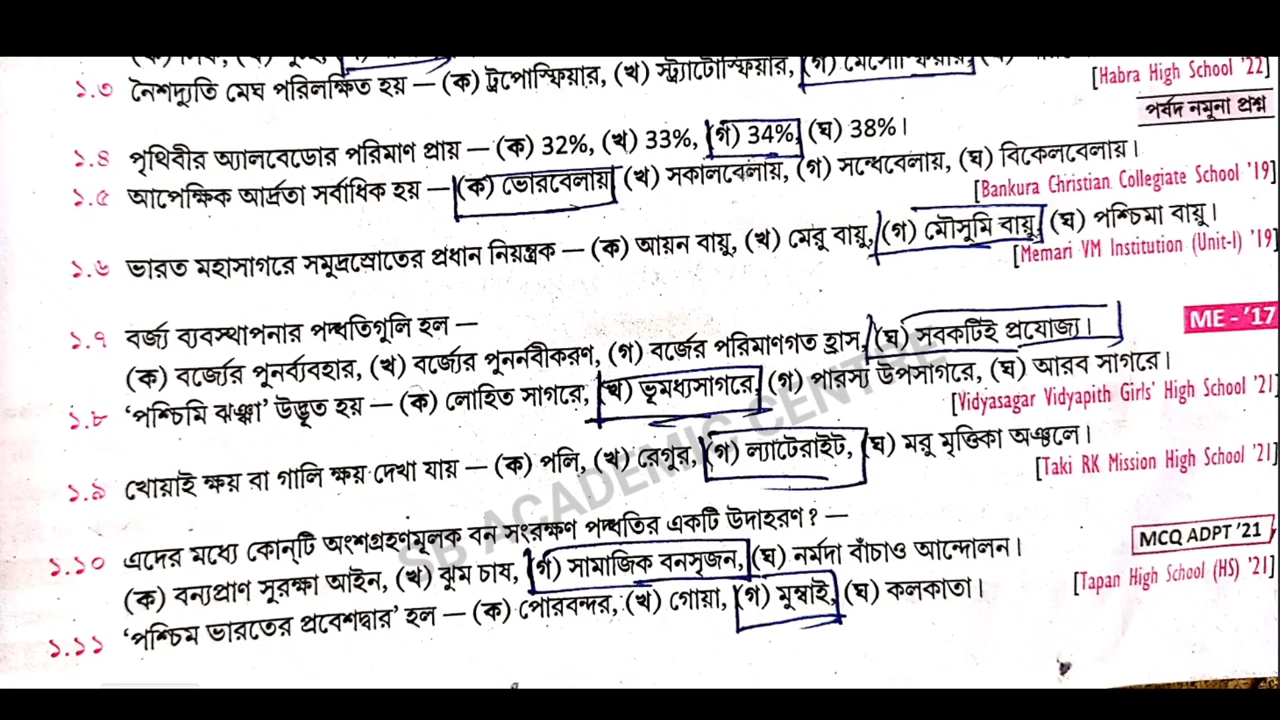 ১.৩ নৈশদ্যুতি মেঘ পরিলক্ষিত হয় — (ক) ট্রপোস্ফিয়ার, (খ) স্ট্র্যাটোস্ফিয়ার, (গ) মেসোস্ফিয়ার,
[Habra High School '22]
পর্ষদ নমুনা প্রশ্ন
১.৪ পৃথিবীর অ্যালবেডোর পরিমাণ প্রায় — (ক) 32%, (খ) 33%, (গ) 34%, (ঘ) 38%।
১.৫ আপেক্ষিক আর্দ্রতা সর্বাধিক হয় — (ক) ভোরবেলায়, (খ) সকালবেলায়, (গ) সন্ধেবেলায়, (ঘ) বিকেলবেলায়।
[Bankura Christian Collegiate School '19]
১.৬ ভারত মহাসাগরে সমুদ্রস্রোতের প্রধান নিয়ন্ত্রক — (ক) আয়ন বায়ু, (খ) মেরু বায়ু, (গ) মৌসুমি বায়ু, (ঘ) পশ্চিমা বায়ু।
[Memari VM Institution (Unit-I) '19]
১.৭ বর্জ্য ব্যবস্থাপনার পদ্ধতিগুলি হল —
ME - '17
(ক) বর্জ্যের পুনর্ব্যবহার, (খ) বর্জ্যের পুনর্নবীকরণ, (গ) বর্জের পরিমাণগত হ্রাস, (ঘ) সবকটিই প্রযোজ্য।
১.৮ 'পশ্চিমি ঝঞ্ঝা' উদ্ভূত হয় — (ক) লোহিত সাগরে, (খ) ভূমধ্যসাগরে, (গ) পারস্য উপসাগরে, (ঘ) আরব সাগরে।
[Vidyasagar Vidyapith Girls' High School '21]
১.৯ খোয়াই ক্ষয় বা গালি ক্ষয় দেখা যায় — (ক) পলি, (খ) রেগুর, (গ) ল্যাটেরাইট, (ঘ) মরু মৃত্তিকা অঞ্চলে।
[Taki RK Mission High School '21]
১.১০ এদের মধ্যে কোন্‌টি অংশগ্রহণমূলক বন সংরক্ষণ পদ্ধতির একটি উদাহরণ? —
MCQ ADPT '21
(ক) বন্যপ্রাণ সুরক্ষা আইন, (খ) ঝুম চাষ, (গ) সামাজিক বনসৃজন, (ঘ) নর্মদা বাঁচাও আন্দোলন।
[Tapan High School (HS) '21]
১.১১ 'পশ্চিম ভারতের প্রবেশদ্বার' হল — (ক) পোরবন্দর, (খ) গোয়া, (গ) মুম্বাই, (ঘ) কলকাতা।
SB ACADEMIC CENTRE